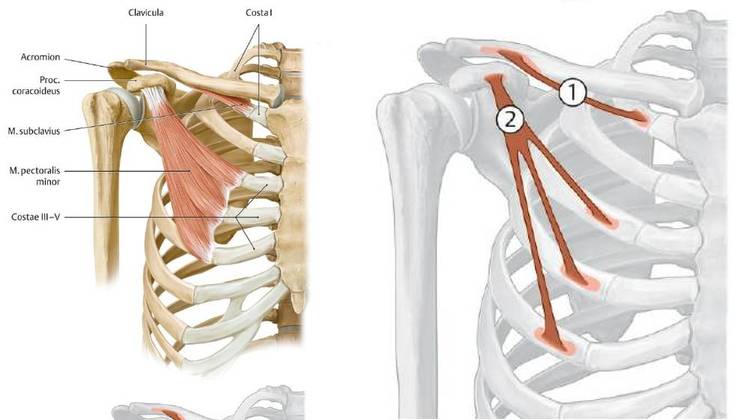 Clavicula
Costa I
Acromion
Proc.
coracoideus
M. subclavius
M. pectoralis
minor
Costae III–V
1
2